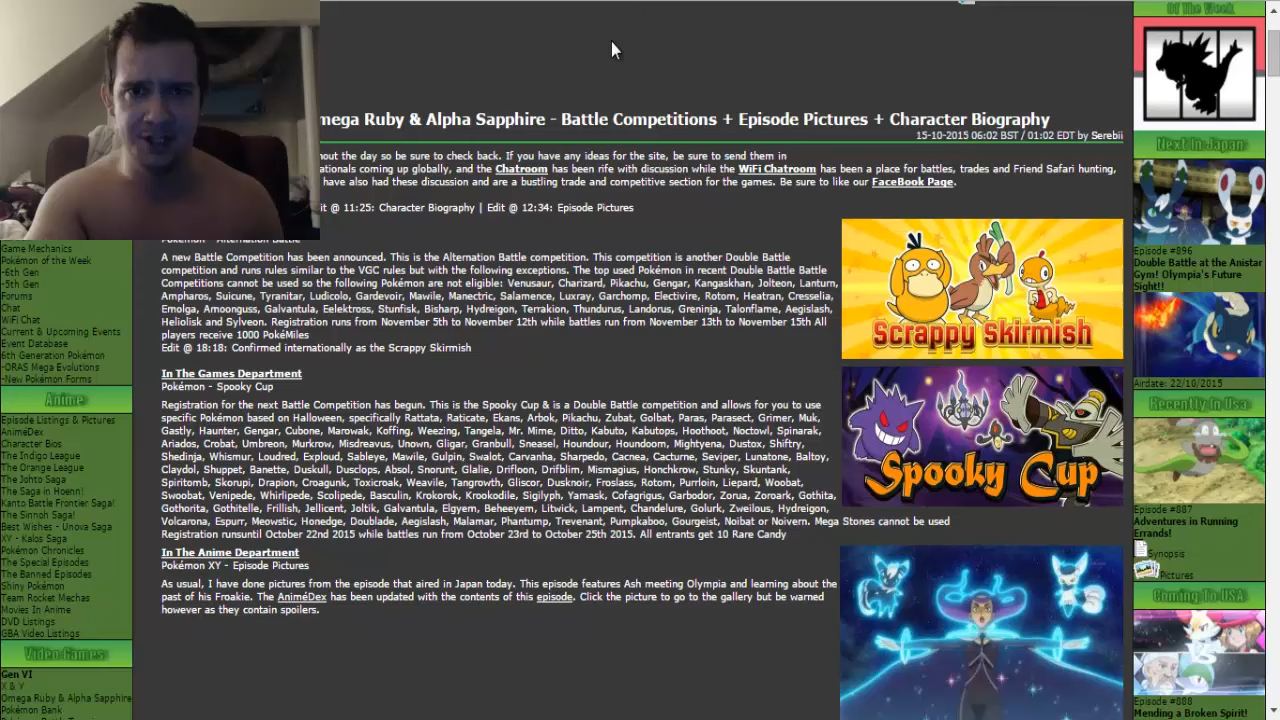 Of The Week
mega Ruby & Alpha Sapphire - Battle Competitions + Episode Pictures + Character Biography
15-10-2015 06:02 BST / 01:02 EDT by Serebii
hout the day so be sure to check back. If you have any ideas for the site, be sure to send them in
ationals coming up globally, and the Chatroom has been rife with discussion while the WiFi Chatroom has been a place for battles, trades and Friend Safari hunting,
have also had these discussion and are a bustling trade and competitive section for the games. Be sure to like our FaceBook Page.
it @ 11:25: Character Biography | Edit @ 12:34: Episode Pictures
Pokémon - Alternation Battle
A new Battle Competition has been announced. This is the Alternation Battle competition. This competition is another Double Battle
competition and runs rules similar to the VGC rules but with the following exceptions. The top used Pokémon in recent Double Battle Battle
Competitions cannot be used so the following Pokémon are not eligible: Venusaur, Charizard, Pikachu, Gengar, Kangaskhan, Jolteon, Lanturn,
Ampharos, Suicune, Tyranitar, Ludicolo, Gardevoir, Mawile, Manectric, Salamence, Luxray, Garchomp, Electivire, Rotom, Heatran, Cresselia,
Emolga, Amoonguss, Galvantula, Eelektross, Stunfisk, Bisharp, Hydreigon, Terrakion, Thundurus, Landorus, Greninja, Talonflame, Aegislash,
Heliolisk and Sylveon. Registration runs from November 5th to November 12th while battles run from November 13th to November 15th All
players receive 1000 PokéMiles
Edit @ 18:18: Confirmed internationally as the Scrappy Skirmish
In The Games Department
Pokémon - Spooky Cup
Registration for the next Battle Competition has begun. This is the Spooky Cup & is a Double Battle competition and allows for you to use
specific Pokémon based on Halloween, specifically Rattata, Raticate, Ekans, Arbok, Pikachu, Zubat, Golbat, Paras, Parasect, Grimer, Muk,
Gastly, Haunter, Gengar, Cubone, Marowak, Koffing, Weezing, Tangela, Mr. Mime, Ditto, Kabuto, Kabutops, Hoothoot, Noctowl, Spinarak,
Ariados, Crobat, Umbreon, Murkrow, Misdreavus, Unown, Gligar, Granbull, Sneasel, Houndour, Houndoom, Mightyena, Dustox, Shiftry,
Shedinja, Whismur, Loudred, Exploud, Sableye, Mawile, Gulpin, Swalot, Carvanha, Sharpedo, Cacnea, Cacturne, Seviper, Lunatone, Baltoy,
Claydol, Shuppet, Banette, Duskull, Dusclops, Absol, Snorunt, Glalie, Drifloon, Drifblim, Mismagius, Honchkrow, Stunky, Skuntank,
Spiritomb, Skorupi, Drapion, Croagunk, Toxicroak, Weavile, Tangrowth, Gliscor, Dusknoir, Froslass, Rotom, Purrloin, Liepard, Woobat,
Swoobat, Venipede, Whirlipede, Scolipede, Basculin, Krokorok, Krookodile, Sigilyph, Yamask, Cofagrigus, Garbodor, Zorua, Zoroark, Gothita,
Gothorita, Gothitelle, Frillish, Jellicent, Joltik, Galvantula, Elgyem, Beheeyem, Litwick, Lampent, Chandelure, Golurk, Zweilous, Hydreigon,
Volcarona, Espurr, Meowstic, Honedge, Doublade, Aegislash, Malamar, Phantump, Trevenant, Pumpkaboo, Gourgeist, Noibat or Noivern. Mega Stones cannot be used
Registration runsuntil October 22nd 2015 while battles run from October 23rd to October 25th 2015. All entrants get 10 Rare Candy
In The Anime Department
Pokémon XY - Episode Pictures
As usual, I have done pictures from the episode that aired in Japan today. This episode features Ash meeting Olympia and learning about the
past of his Froakie. The AniméDex has been updated with the contents of this episode. Click the picture to go to the gallery but be warned
however as they contain spoilers.
Scrappy Skirmish
Spooky Cup
Game Mechanics
Pokémon of the Week
-6th Gen
-5th Gen
Forums
Chat
WiFi Chat
Current & Upcoming Events
Event Database
6th Generation Pokémon
-ORAS Mega Evolutions
-New Pokémon Forms
Anime
Episode Listings & Pictures
AnimeDex
Character Bios
The Indigo League
The Orange League
The Johto Saga
The Saga in Hoenn!
Kanto Battle Frontier Saga!
The Sinnoh Saga!
Best Wishes - Unova Saga
XY - Kalos Saga
Pokémon Chronicles
The Special Episodes
The Banned Episodes
Shiny Pokémon
Team Rocket Mechas
Movies In Anime
DVD Listings
GBA Video Listings
Video Games
Gen VI
X & Y
Omega Ruby & Alpha Sapphire
Pokémon Bank
Next In Japan
Episode #896
Double Battle at the Anistar
Gym! Olympia's Future
Sight!!
Airdate: 22/10/2015
Recently In Usa
Episode #887
Adventures in Running
Errands!
Synopsis
Pictures
Coming To USA
Episode #888
Mending a Broken Spirit!